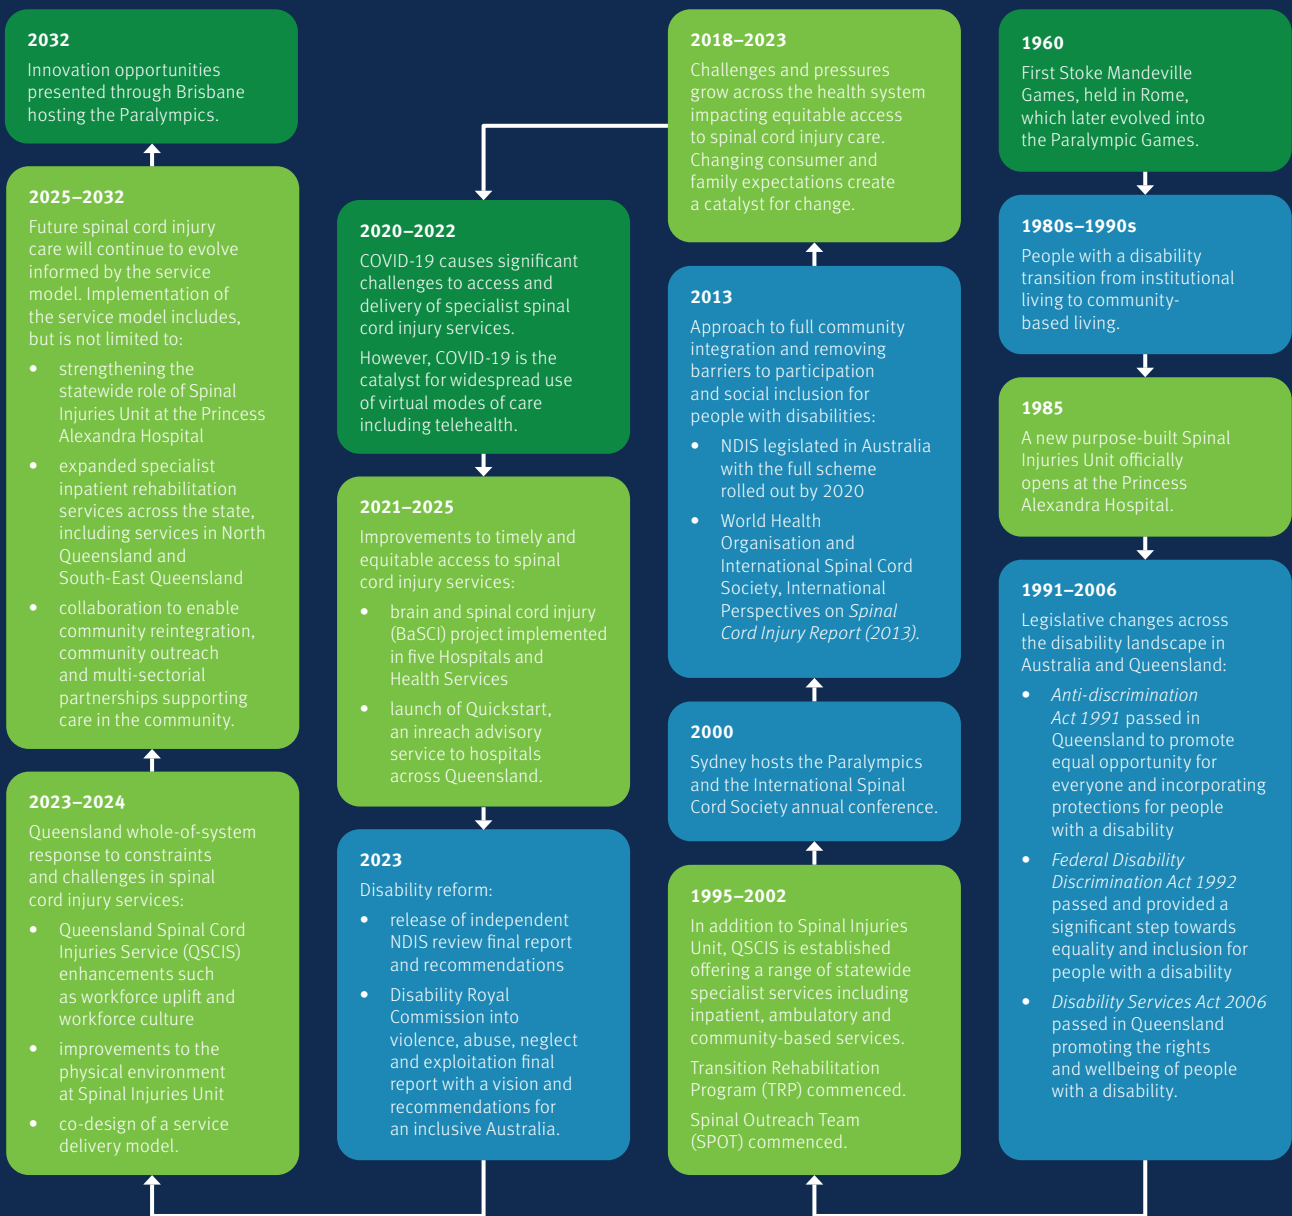 1960
First Stoke Mandeville
Games, held in Rome,
which later evolved into
the Paralympic Games.
1980s–1990s
People with a disability
transition from institutional
living to community-
based living.
1985
A new purpose-built Spinal
Injuries Unit officially
opens at the Princess
Alexandra Hospital.
1991–2006
Legislative changes across
the disability landscape in
Australia and Queensland:
• Anti-discrimination
Act 1991 passed in
Queensland to promote
equal opportunity for
everyone and incorporating
protections for people
with a disability
• Federal Disability
Discrimination Act 1992
passed and provided a
significant step towards
equality and inclusion for
people with a disability
• Disability Services Act 2006
passed in Queensland
promoting the rights
and wellbeing of people
with a disability.
1995–2002
In addition to Spinal Injuries
Unit, QSCIS is established
offering a range of statewide
specialist services including
inpatient, ambulatory and
community-based services.
Transition Rehabilitation
Program (TRP) commenced.
Spinal Outreach Team
(SPOT) commenced.
2000
Sydney hosts the Paralympics
and the International Spinal
Cord Society annual conference.
2013
Approach to full community
integration and removing
barriers to participation
and social inclusion for
people with disabilities:
• NDIS legislated in Australia
with the full scheme
rolled out by 2020
• World Health
Organisation and
International Spinal Cord
Society, International
Perspectives on Spinal
Cord Injury Report (2013).
2018–2023
Challenges and pressures
grow across the health system
impacting equitable access
to spinal cord injury care.
Changing consumer and
family expectations create
a catalyst for change.
2020–2022
COVID-19 causes significant
challenges to access and
delivery of specialist spinal
cord injury services.
However, COVID-19 is the
catalyst for widespread use
of virtual modes of care
including telehealth.
2021–2025
Improvements to timely and
equitable access to spinal
cord injury services:
• brain and spinal cord injury
(BaSCI) project implemented
in five Hospitals and
Health Services
• launch of Quickstart,
an inreach advisory
service to hospitals
across Queensland.
2023
Disability reform:
• release of independent
NDIS review final report
and recommendations
• Disability Royal
Commission into
violence, abuse, neglect
and exploitation final
report with a vision and
recommendations for
an inclusive Australia.
2023–2024
Queensland whole-of-system
response to constraints
and challenges in spinal
cord injury services:
• Queensland Spinal Cord
Injuries Service (QSCIS)
enhancements such
as workforce uplift and
workforce culture
• improvements to the
physical environment
at Spinal Injuries Unit
• co-design of a service
delivery model.
2025–2032
Future spinal cord injury
care will continue to evolve
informed by the service
model. Implementation of
the service model includes,
but is not limited to:
• strengthening the
statewide role of Spinal
Injuries Unit at the Princess
Alexandra Hospital
• expanded specialist
inpatient rehabilitation
services across the state,
including services in North
Queensland and
South-East Queensland
• collaboration to enable
community reintegration,
community outreach
and multi-sectorial
partnerships supporting
care in the community.
2032
Innovation opportunities
presented through Brisbane
hosting the Paralympics.